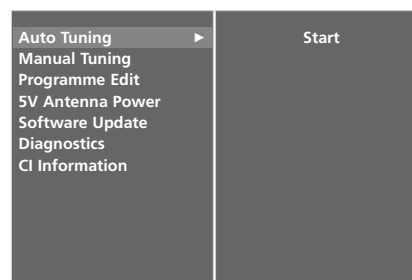 Auto Tuning ►
Start
Manual Tuning
Programme Edit
5V Antenna Power
Software Update
Diagnostics
CI Information